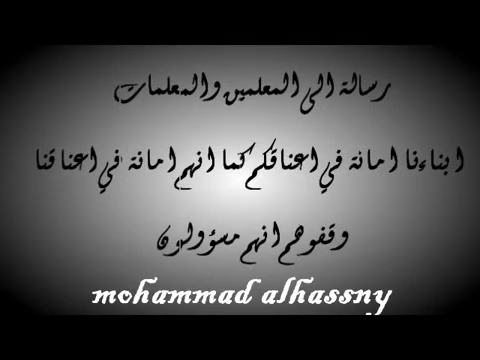 رسالة الى المعلمين والمعلمات
ابناءنا امانة في اعناقكم كما انهم امانة في اعناقنا
وقفوهم انهم مسؤولون
mohammad alhassny